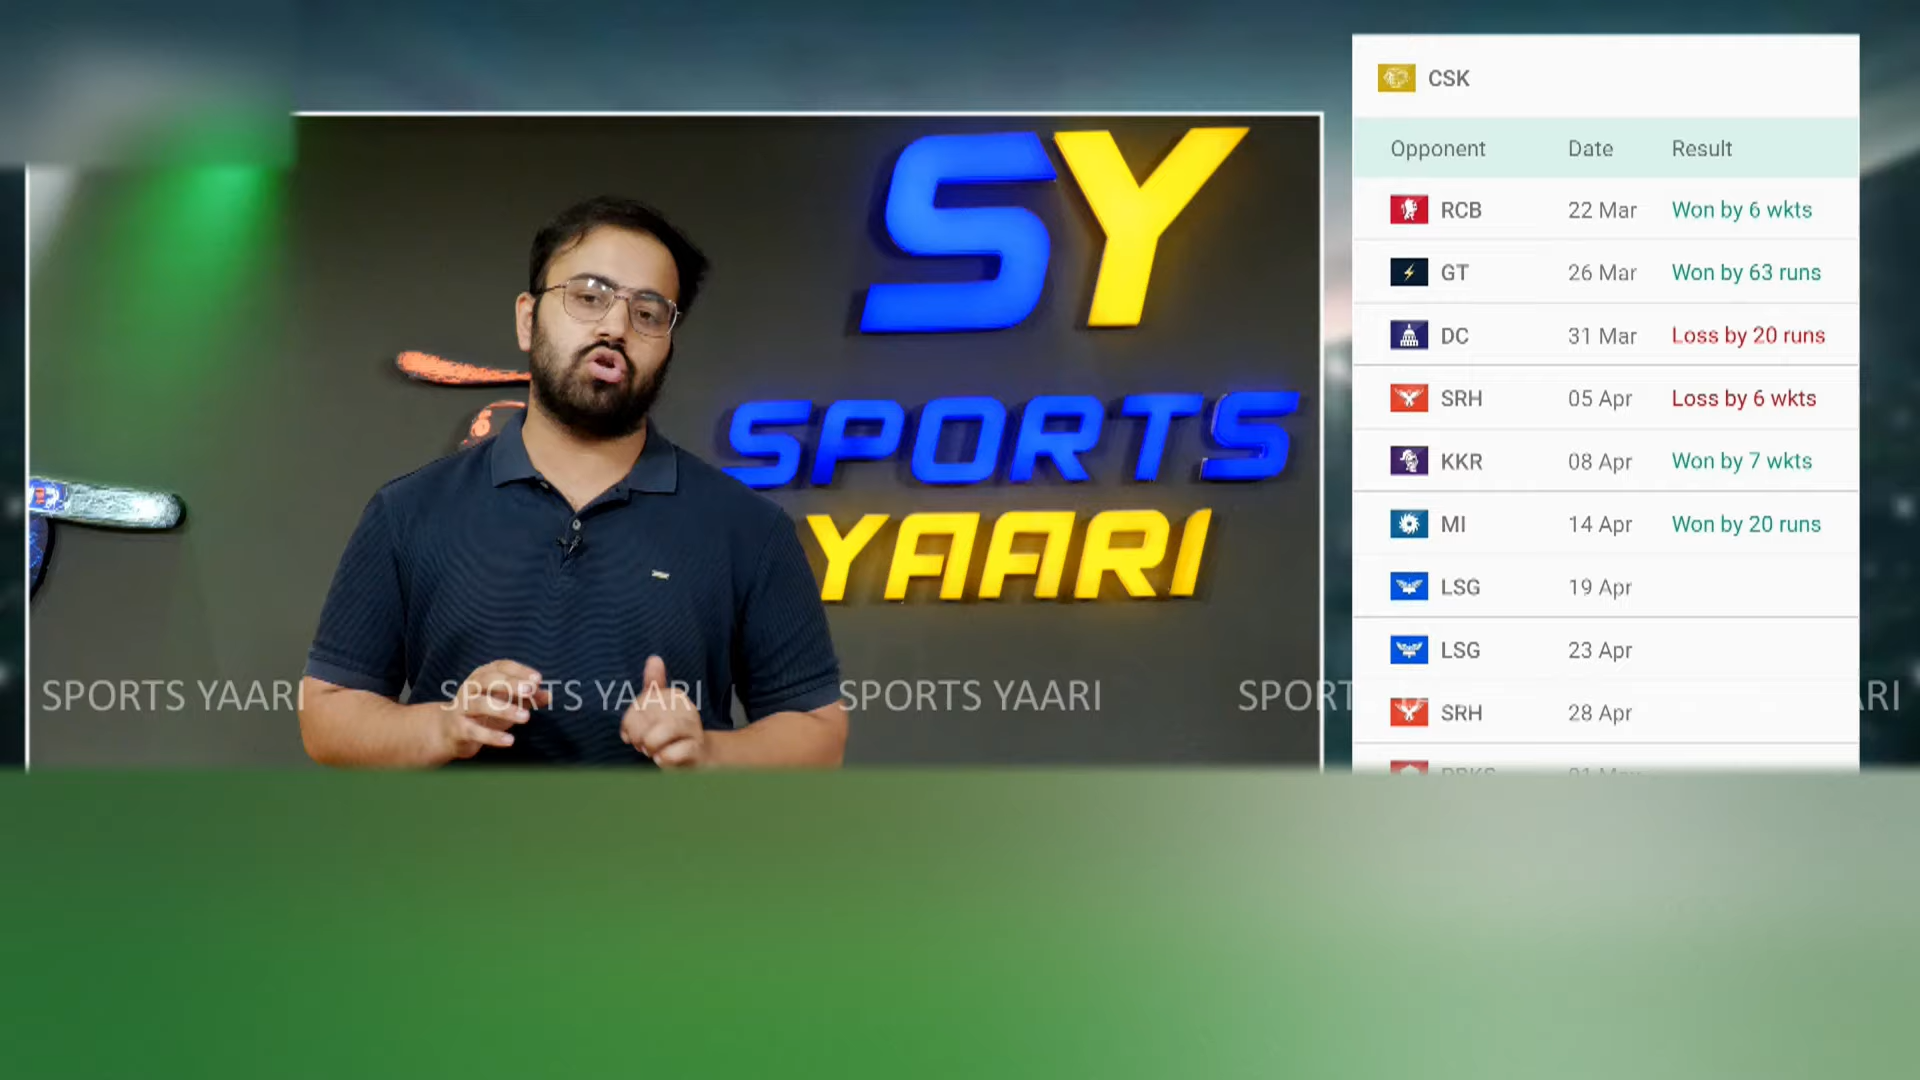 SY
SPORTS
YAARI
SPORTS YAARI SPORTS YAARI SPORTS YAARI
CSK
Opponent Date Result
RCB 22 Mar Won by 6 wkts
GT 26 Mar Won by 63 runs
DC 31 Mar Loss by 20 runs
SRH 05 Apr Loss by 6 wkts
KKR 08 Apr Won by 7 wkts
MI 14 Apr Won by 20 runs
LSG 19 Apr
LSG 23 Apr
SRH 28 Apr